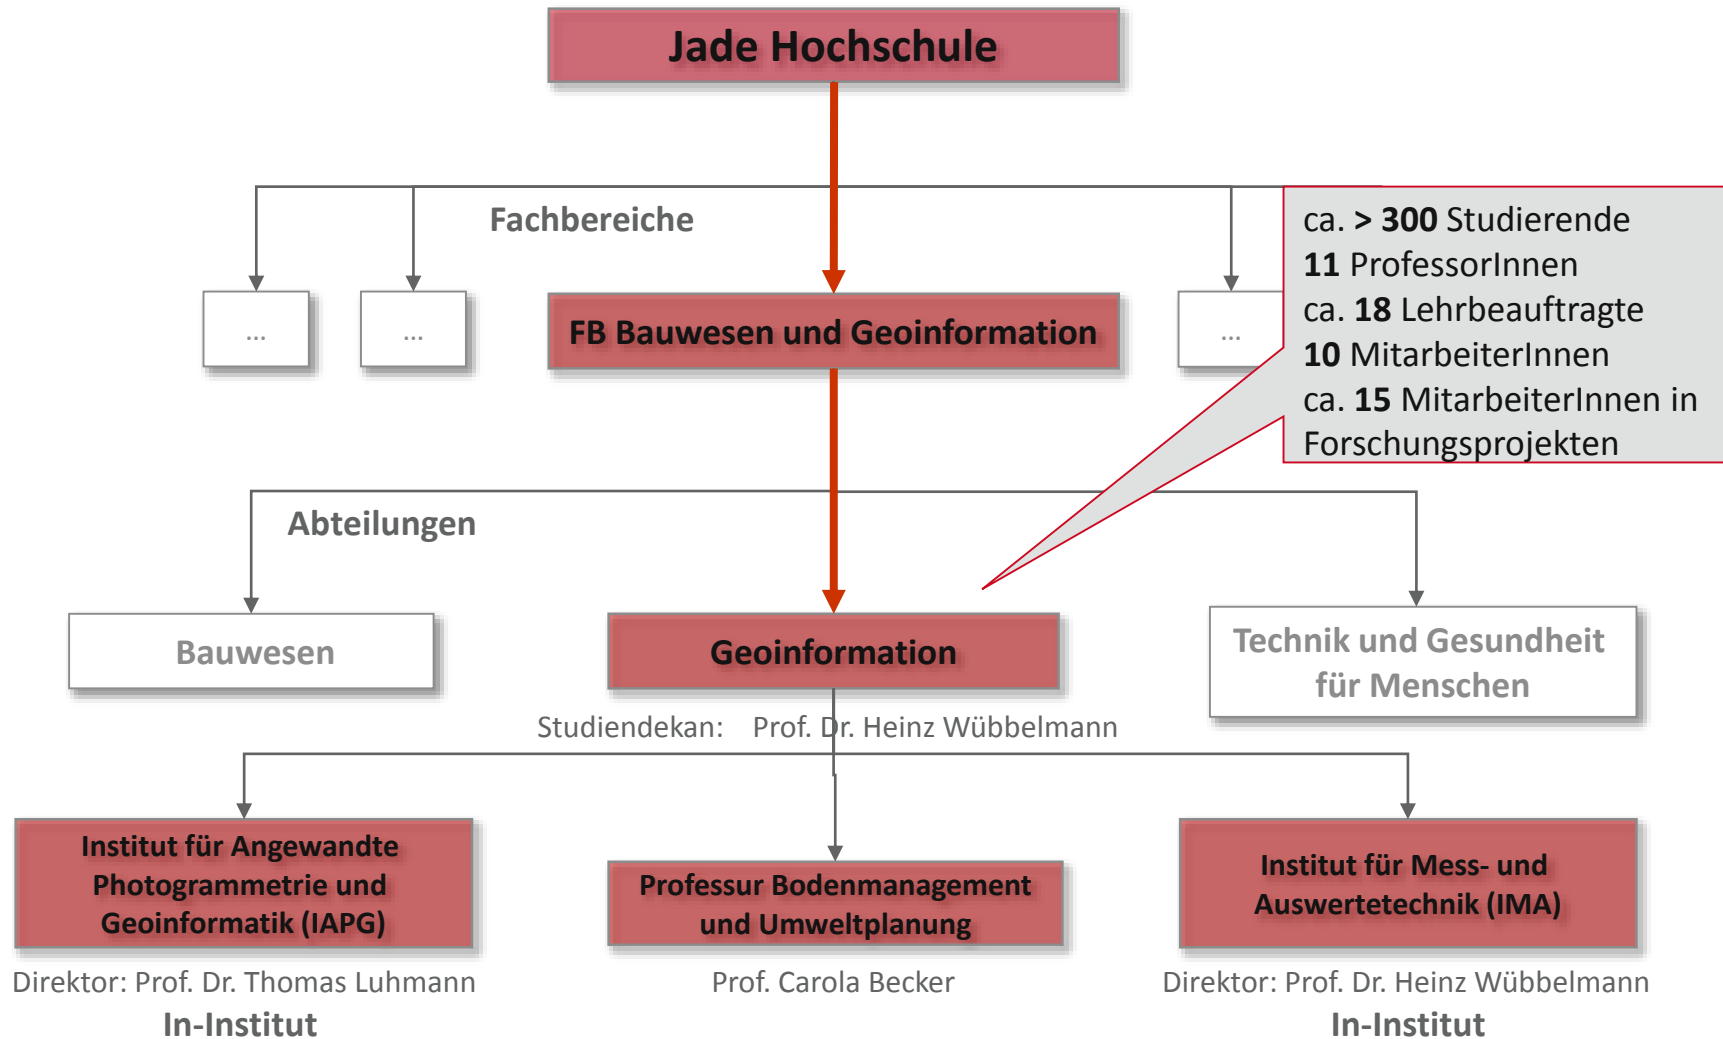 Jade Hochschule
Fachbereiche
ca. > 300 Studierende
11 ProfessorInnen
ca. 18 Lehrbeauftragte
10 MitarbeiterInnen
ca. 15 MitarbeiterInnen in
Forschungsprojekten
...
...
FB Bauwesen und Geoinformation
...
Abteilungen
Bauwesen
Geoinformation
Technik und Gesundheit
für Menschen
Studiendekan: Prof. Dr. Heinz Wübbelmann
Institut für Angewandte
Photogrammetrie und
Geoinformatik (IAPG)
Direktor: Prof. Dr. Thomas Luhmann
In-Institut
Professur Bodenmanagement
und Umweltplanung
Prof. Carola Becker
Institut für Mess- und
Auswertetechnik (IMA)
Direktor: Prof. Dr. Heinz Wübbelmann
In-Institut